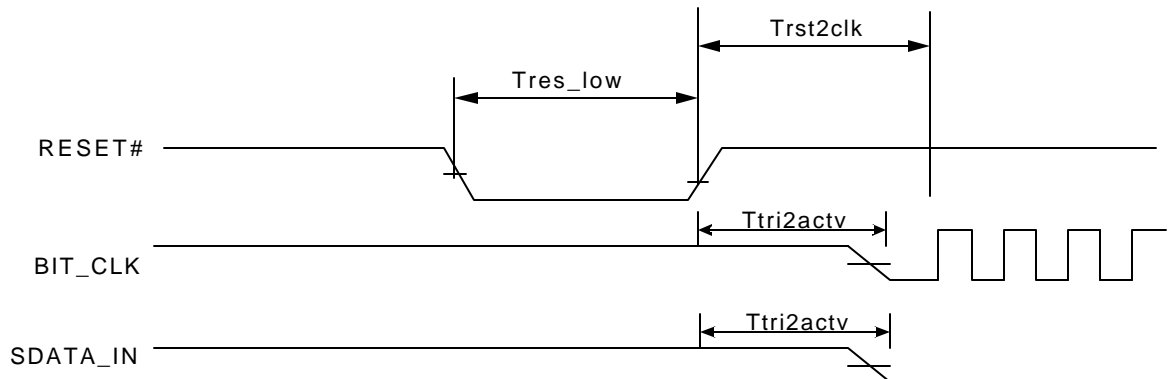 Trst2clk
Tres_low
RESET#
Ttri2actv
BIT_CLK
Ttri2actv
SDATA_IN